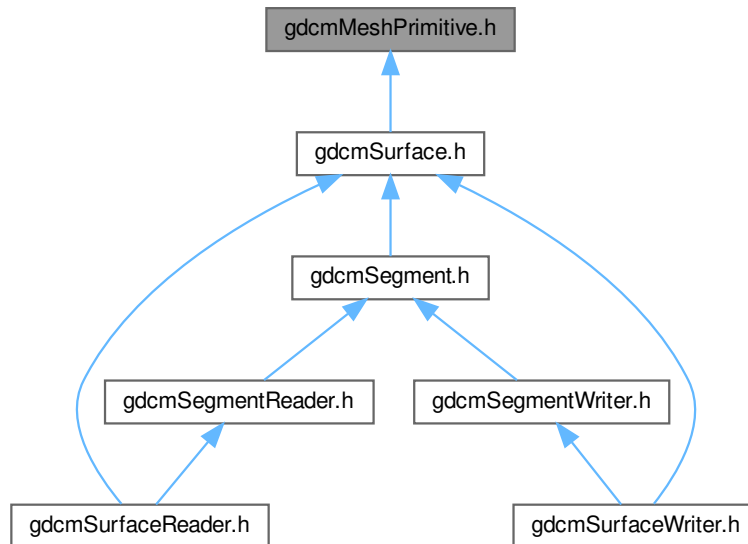 gdcmMeshPrimitive.h
gdcmSurface.h
gdcmSegment.h
gdcmSegmentReader.h
gdcmSegmentWriter.h
gdcmSurfaceReader.h
gdcmSurfaceWriter.h